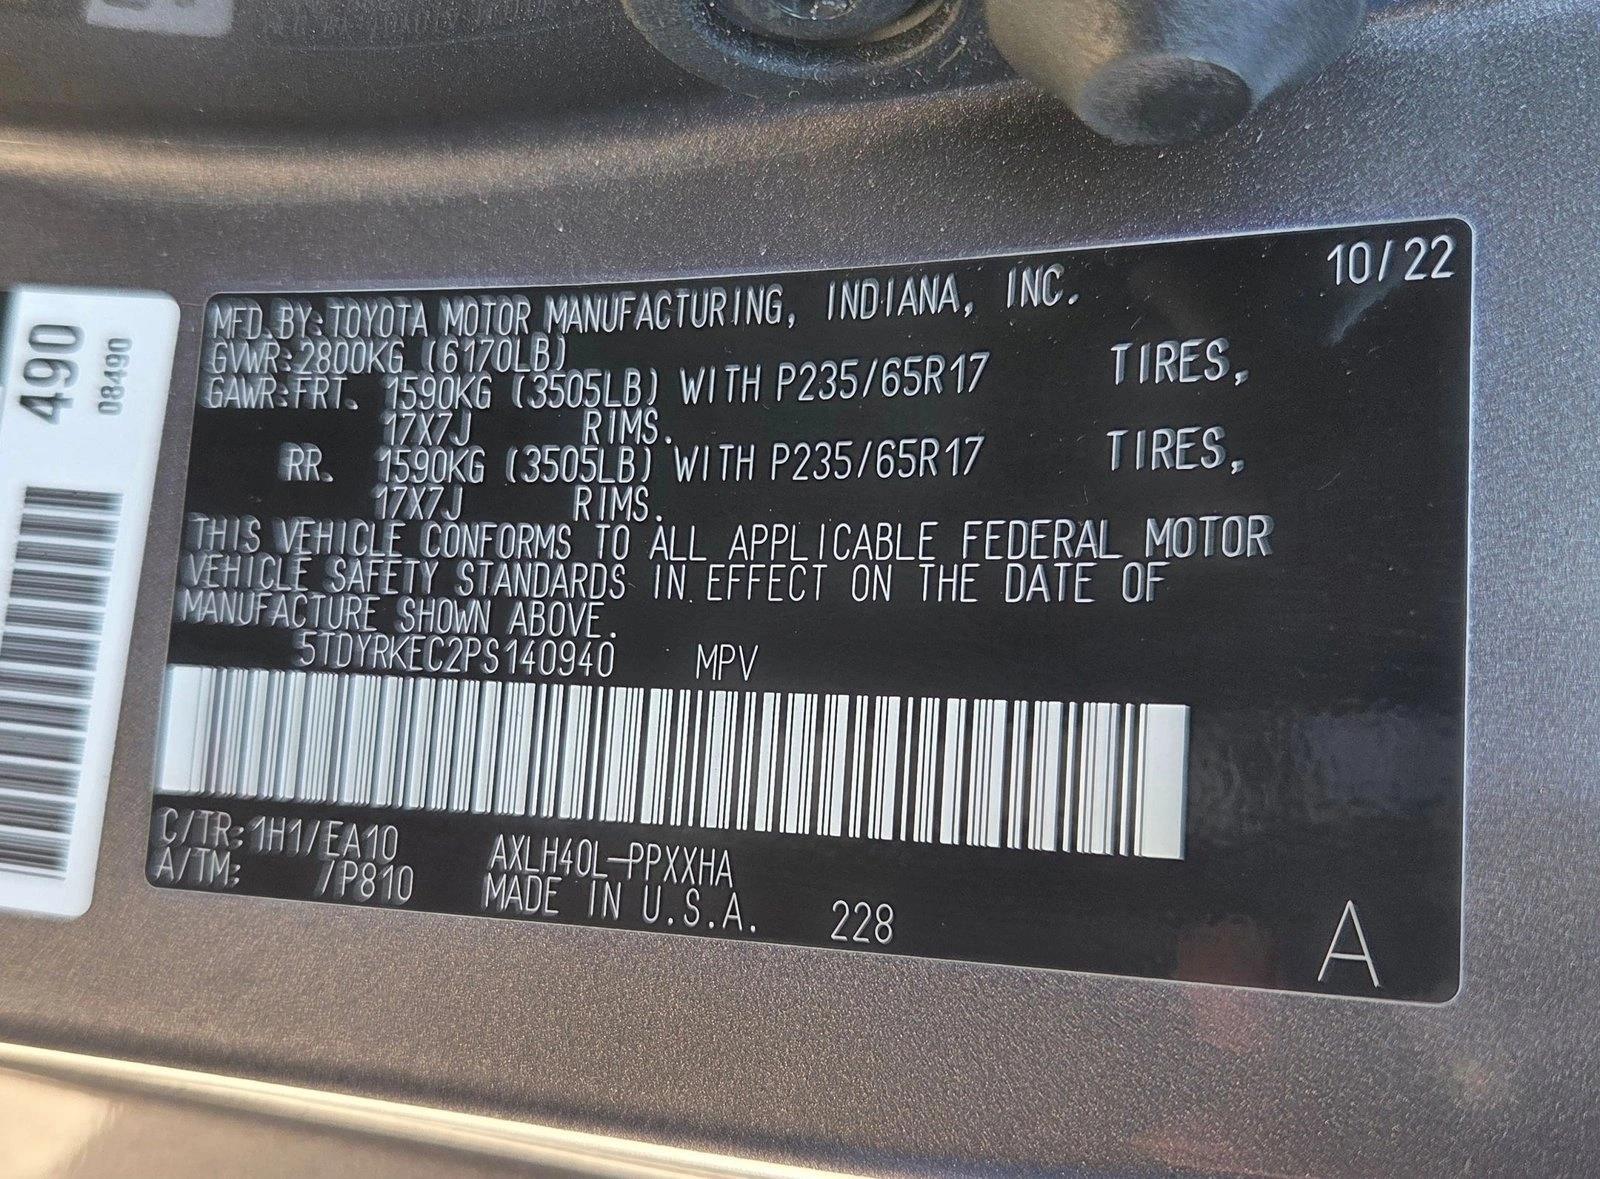 490
08490
10/22
MFD.BY:TOYOTA MOTOR MANUFACTURING, INDIANA, INC.
GVWR:2800KG (6170LB)
GAWR:FRT. 1590KG (3505LB) WITH P235/65R17 TIRES,
17X7J RIMS.
RR. 1590KG (3505LB) WITH P235/65R17 TIRES,
17X7J RIMS.
THIS VEHICLE CONFORMS TO ALL APPLICABLE FEDERAL MOTOR
VEHICLE SAFETY STANDARDS IN EFFECT ON THE DATE OF
MANUFACTURE SHOWN ABOVE.
5TDYRKEC2PS140940 MPV
C/TR:1H1/EA10 AXLH40L-PPXXHA
A/TM: /P810 MADE IN U.S.A. 228
A